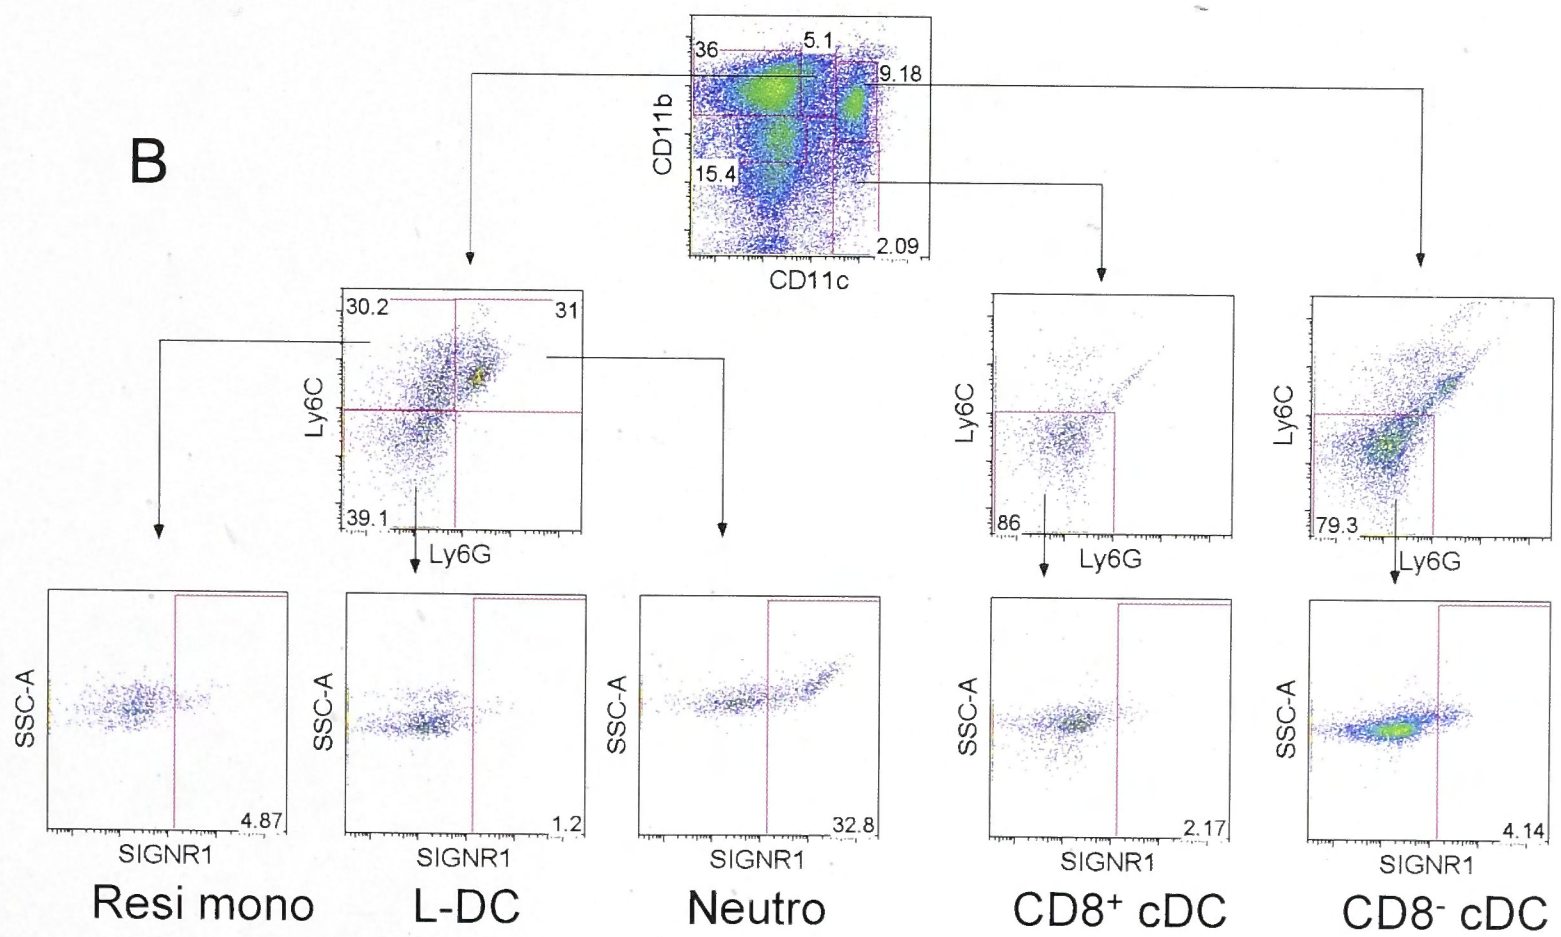 B
36
5.1
9.18
15.4
2.09
CD11b
CD11c
30.2
31
39.1
Ly6C
Ly6G
86
Ly6C
Ly6G
79.3
Ly6C
Ly6G
SSC-A
4.87
SIGNR1
Resi mono
SSC-A
1.2
SIGNR1
L-DC
SSC-A
32.8
SIGNR1
Neutro
SSC-A
2.17
SIGNR1
CD8⁺ cDC
SSC-A
4.14
SIGNR1
CD8⁻ cDC